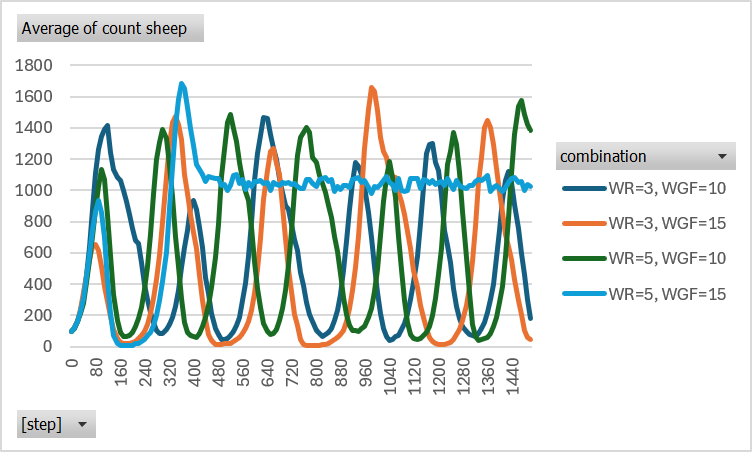 Average of count sheep
1800
1600
1400
1200
1000
800
600
400
200
0
0 80 160 240 320 400 480 560 640 720 800 880 960 1040 1120 1200 1280 1360 1440
combination
WR=3, WGF=10
WR=3, WGF=15
WR=5, WGF=10
WR=5, WGF=15
[step]